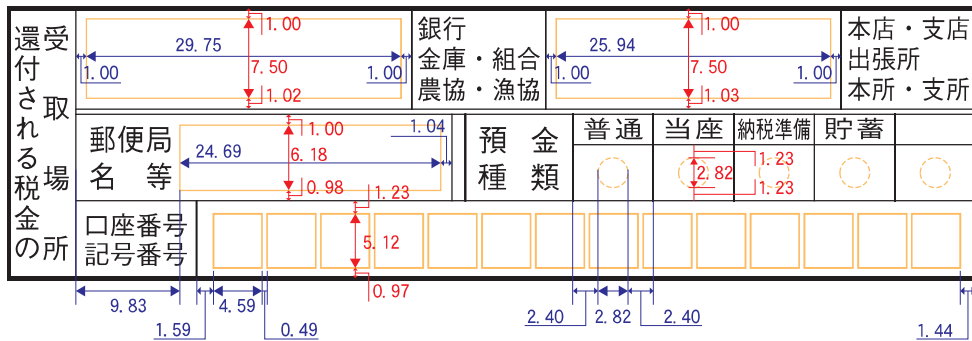 還付される税金の
受取場所
1.00
29.75
7.50
1.00
1.00
1.02
銀行
金庫・組合
農協・漁協
1.00
25.94
7.50
1.00
1.00
1.03
本店・支店
出張所
本所・支所
郵便局
名 等
1.00
1.04
24.69
6.18
0.98
預 金
種 類
普通
当座
納税準備
貯蓄
1.23
2.82
1.23
口座番号
記号番号
1.23
5.12
0.97
9.83
4.59
1.59
0.49
2.40
2.82
2.40
1.44